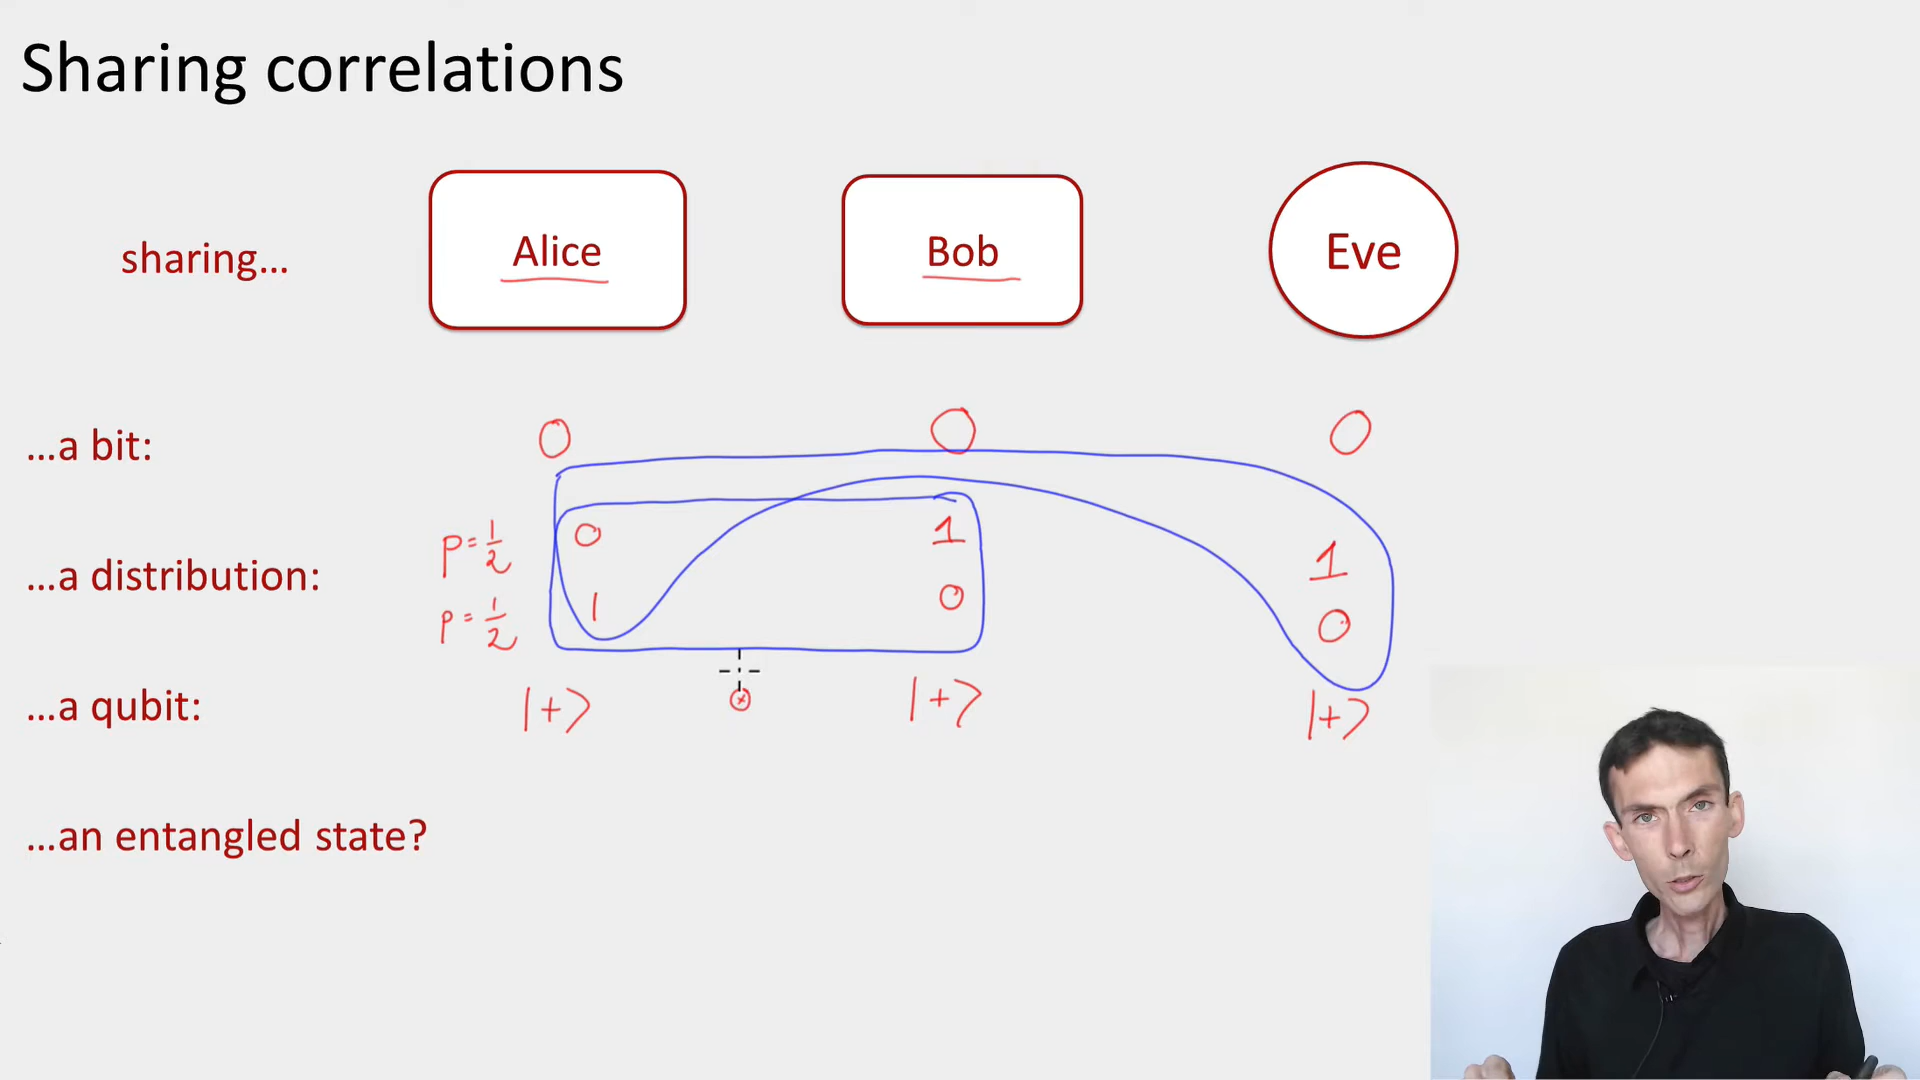 Sharing correlations
sharing... Alice Bob Eve
...a bit: 0 0 0
p=1/2 0 1 1
...a distribution:
p=1/2 1 0 0
...a qubit: |+⟩ ⊗ |+⟩ |+⟩
...an entangled state?